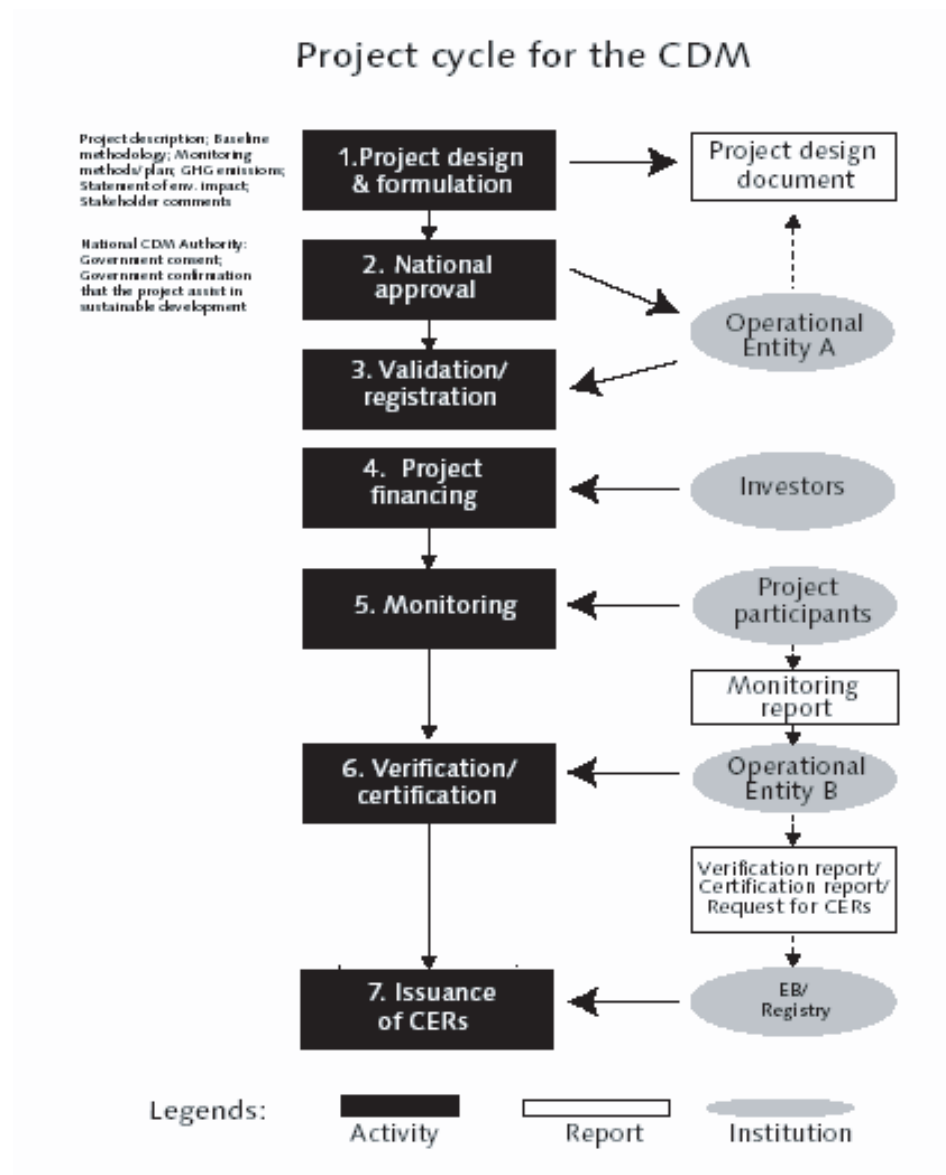 Project cycle for the CDM
Project description; Baseline
methodology; Monitoring
methods/plan; GHG emissions;
Statement of env. impact;
Stakeholder comments
1.Project design
& formulation
Project design
document
National CDM Authority:
Government consent;
Government confirmation
that the project assist in
sustainable development
2. National
approval
Operational
Entity A
3. Validation/
registration
4. Project
financing
Investors
5. Monitoring
Project
participants
Monitoring
report
6. Verification/
certification
Operational
Entity B
Verification report/
Certification report/
Request for CERs
7. Issuance
of CERs
EB/
Registry
Legends:
Activity
Report
Institution